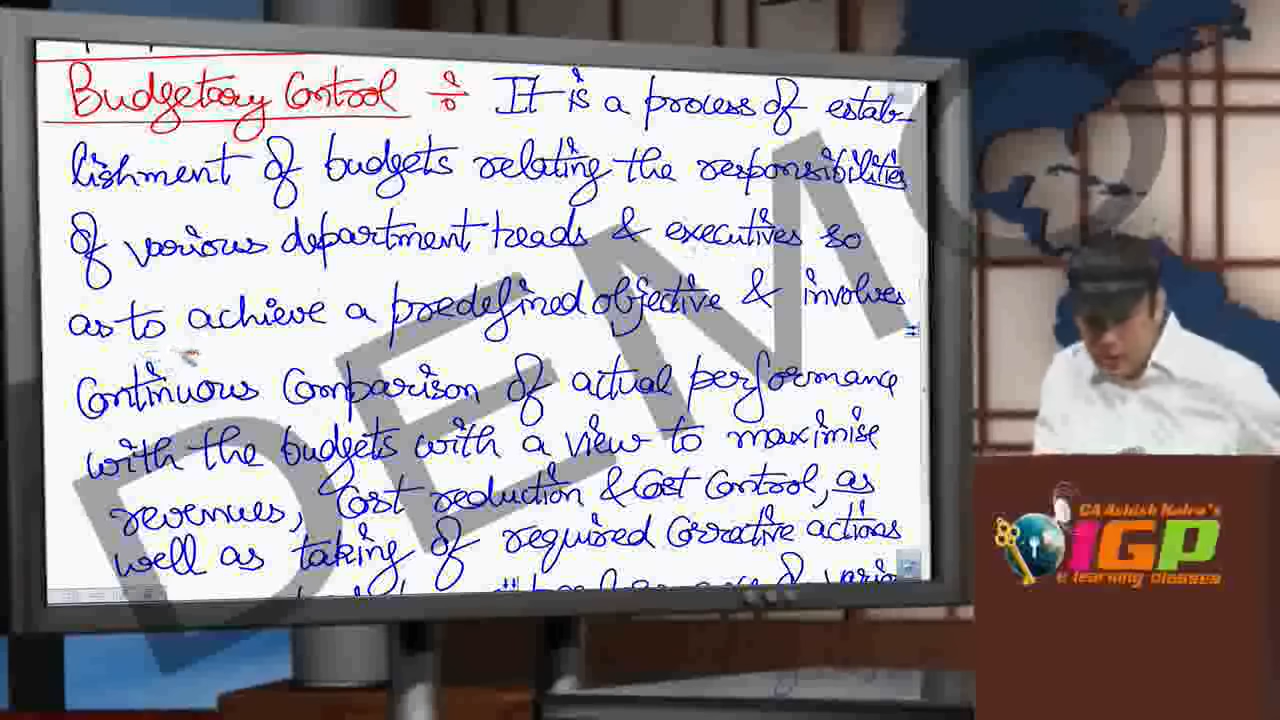 Budgetory Control ÷ It is a process of estab-
lishment of budgets relating the responsibilities
of various department heads & executives so
as to achieve a predefined objective & involves
Continuous Comparison of actual performance
with the budgets with a view to maximise
revenues, Cost reduction & Cost Control, as
well as taking of required Corrective actions
DEMO
CA Ashish Kalra's
iGP
e learning classes